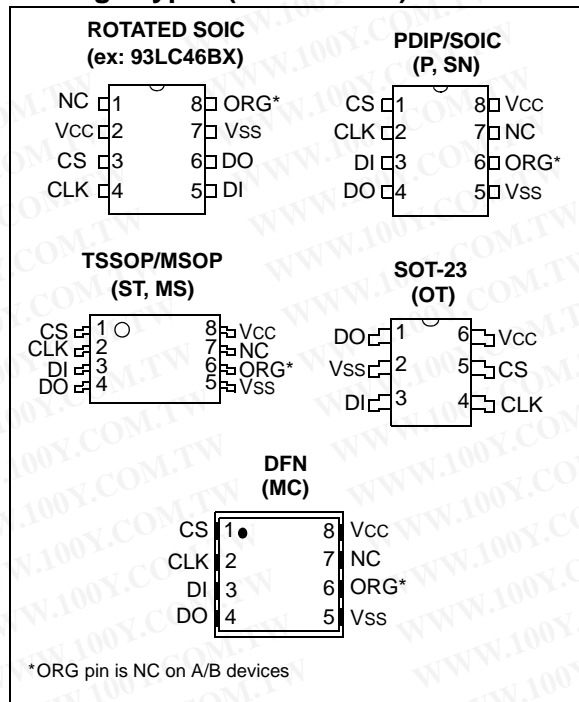 ROTATED SOIC
(ex: 93LC46BX)
NC 1 8 ORG*
VCC 2 7 VSS
CS 3 6 DO
CLK 4 5 DI
PDIP/SOIC
(P, SN)
CS 1 8 VCC
CLK 2 7 NC
DI 3 6 ORG*
DO 4 5 VSS
TSSOP/MSOP
(ST, MS)
CS 1 8 VCC
CLK 2 7 NC
DI 3 6 ORG*
DO 4 5 VSS
SOT-23
(OT)
DO 1 6 VCC
VSS 2 5 CS
DI 3 4 CLK
DFN
(MC)
CS 1 8 VCC
CLK 2 7 NC
DI 3 6 ORG*
DO 4 5 VSS
*ORG pin is NC on A/B devices
WWW.100Y.COM.TW